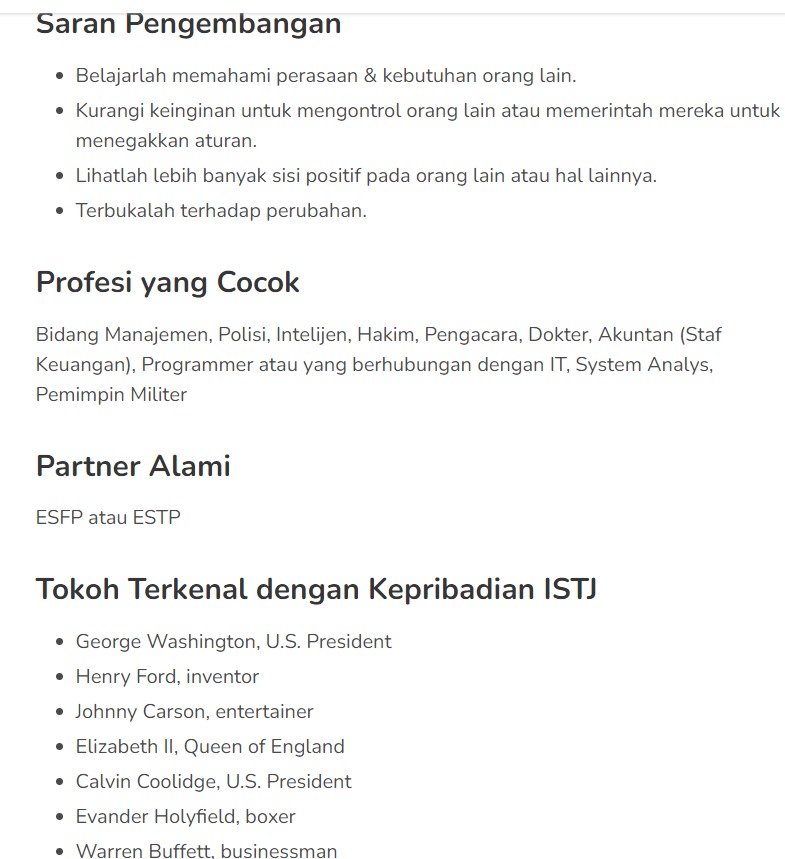 Saran Pengembangan
Belajarlah memahami perasaan & kebutuhan orang lain.
Kurangi keinginan untuk mengontrol orang lain atau memerintah mereka untuk
menegakkan aturan.
Lihatlah lebih banyak sisi positif pada orang lain atau hal lainnya.
Terbukalah terhadap perubahan.
Profesi yang Cocok
Bidang Manajemen, Polisi, Intelijen, Hakim, Pengacara, Dokter, Akuntan (Staf
Keuangan), Programmer atau yang berhubungan dengan IT, System Analys,
Pemimpin Militer
Partner Alami
ESFP atau ESTP
Tokoh Terkenal dengan Kepribadian ISTJ
George Washington, U.S. President
Henry Ford, inventor
Johnny Carson, entertainer
Elizabeth II, Queen of England
Calvin Coolidge, U.S. President
Evander Holyfield, boxer
Warren Buffett, businessman